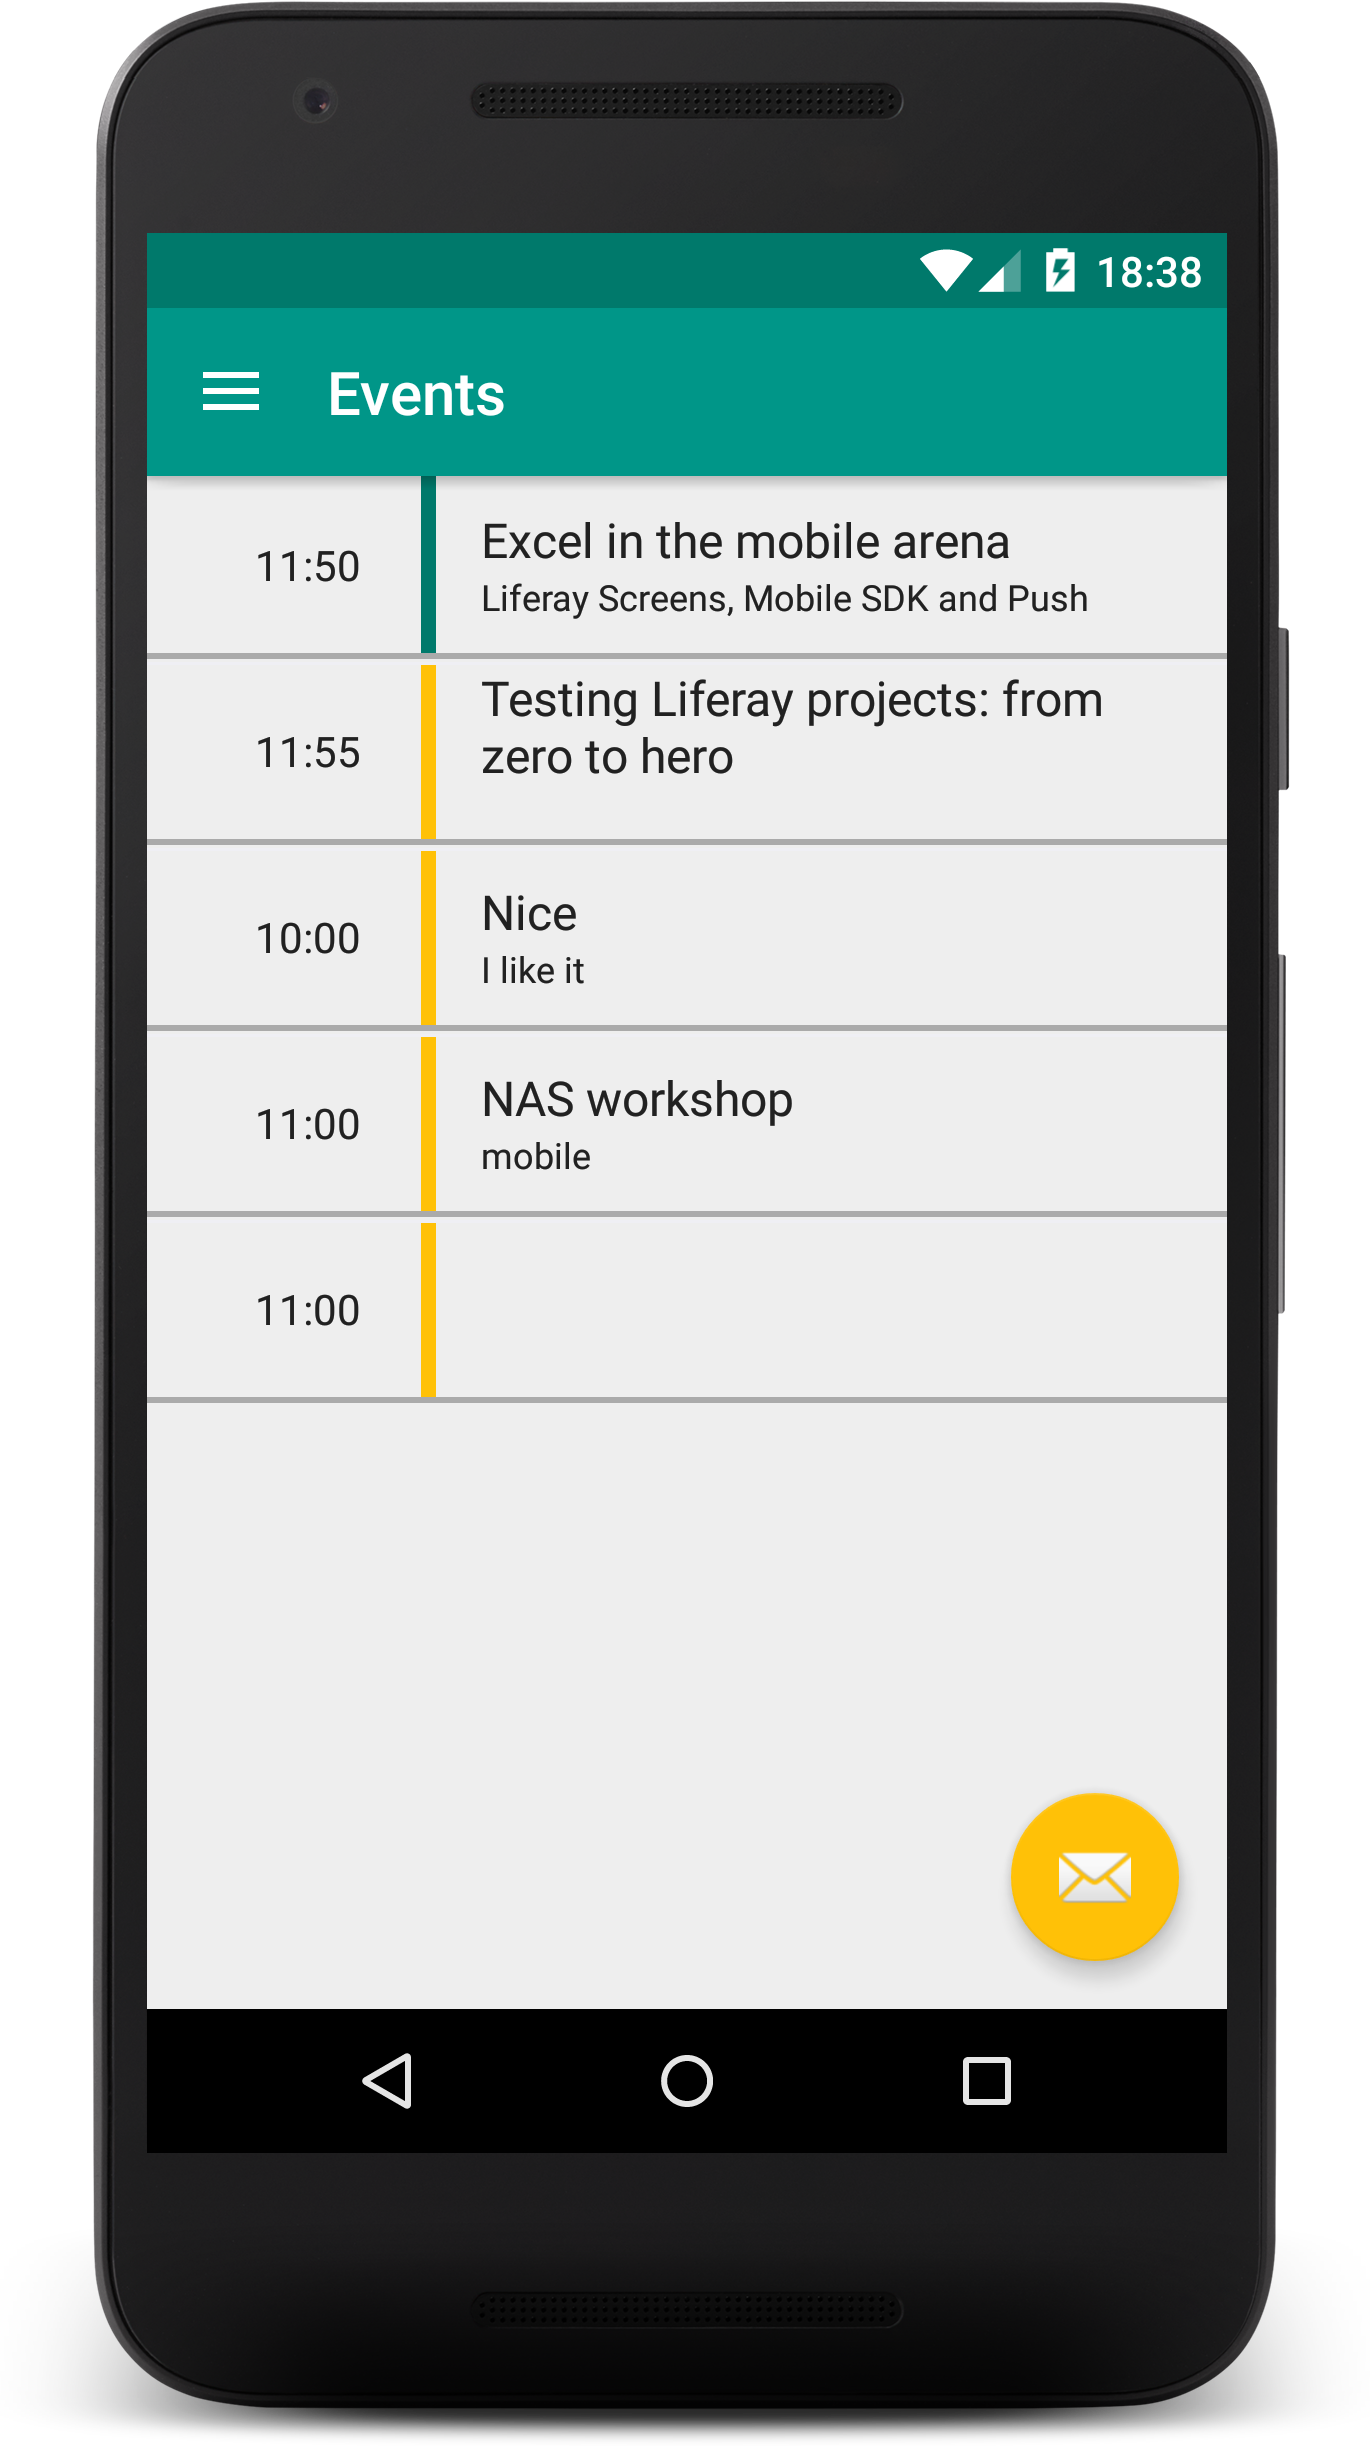 18:38
Events
11:50
Excel in the mobile arena
Liferay Screens, Mobile SDK and Push
11:55
Testing Liferay projects: from
zero to hero
10:00
Nice
I like it
11:00
NAS workshop
mobile
11:00